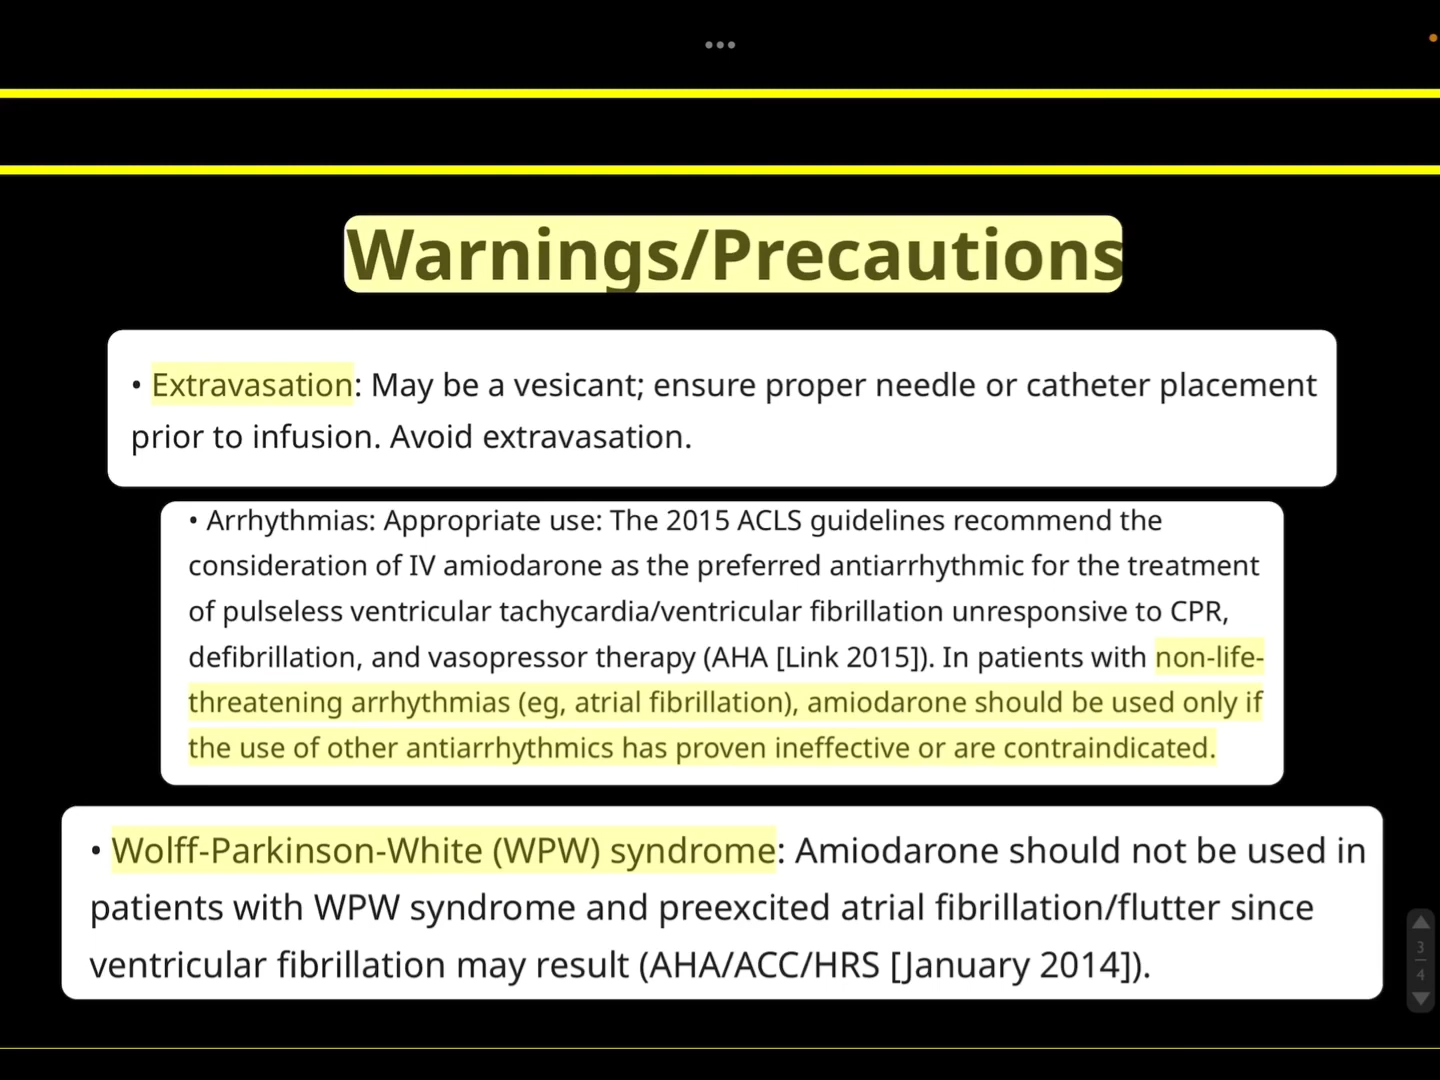 Warnings/Precautions
• Extravasation: May be a vesicant; ensure proper needle or catheter placement
prior to infusion. Avoid extravasation.
• Arrhythmias: Appropriate use: The 2015 ACLS guidelines recommend the
consideration of IV amiodarone as the preferred antiarrhythmic for the treatment
of pulseless ventricular tachycardia/ventricular fibrillation unresponsive to CPR,
defibrillation, and vasopressor therapy (AHA [Link 2015]). In patients with non-life-
threatening arrhythmias (eg, atrial fibrillation), amiodarone should be used only if
the use of other antiarrhythmics has proven ineffective or are contraindicated.
• Wolff-Parkinson-White (WPW) syndrome: Amiodarone should not be used in
patients with WPW syndrome and preexcited atrial fibrillation/flutter since
ventricular fibrillation may result (AHA/ACC/HRS [January 2014]).
3
4